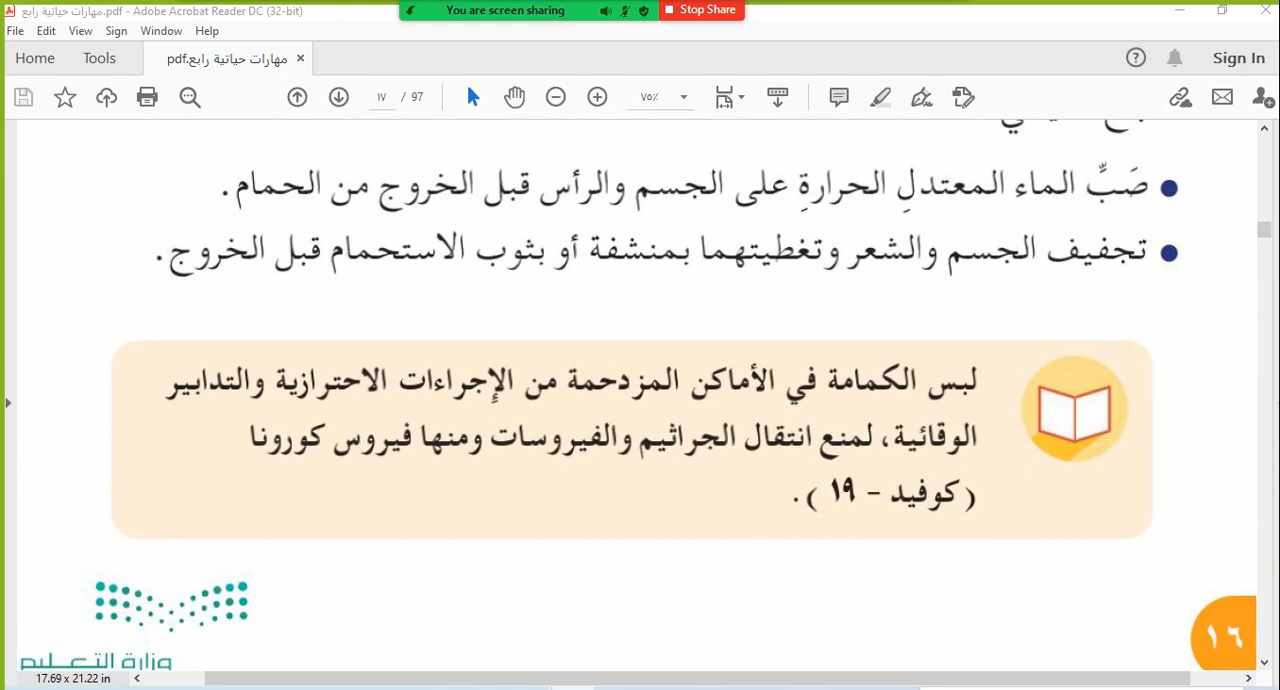 مهارات حياتية رابع.pdf - Adobe Acrobat Reader DC (32-bit)
You are screen sharing
Stop Share
File Edit View Sign Window Help
Home Tools مهارات حياتية رابع.pdf ×
Sign In
١٧ / 97
٧٥٪
صَبِّ الماء المعتدلِ الحرارةِ على الجسم والرأس قبل الخروج من الحمام.
تجفيف الجسم والشعر وتغطيتهما بمنشفة أو بثوب الاستحمام قبل الخروج.
لبس الكمامة في الأماكن المزدحمة من الإجراءات الاحترازية والتدابير
الوقائية، لمنع انتقال الجراثيم والفيروسات ومنها فيروس كورونا
(كوفيد - ١٩).
١٦
وزارة التعـــليم
17.69 x 21.22 in